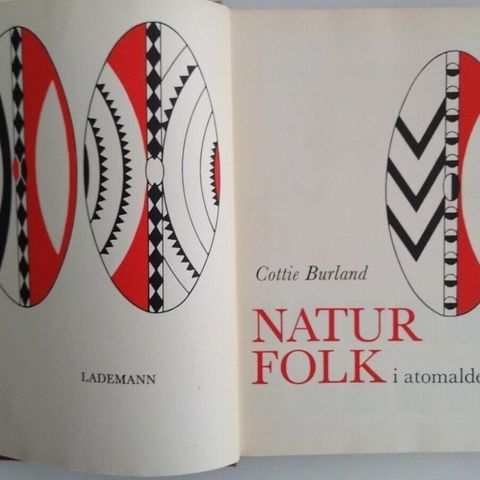 LADEMANN
Cottie Burland
NATUR
FOLK i atomalde